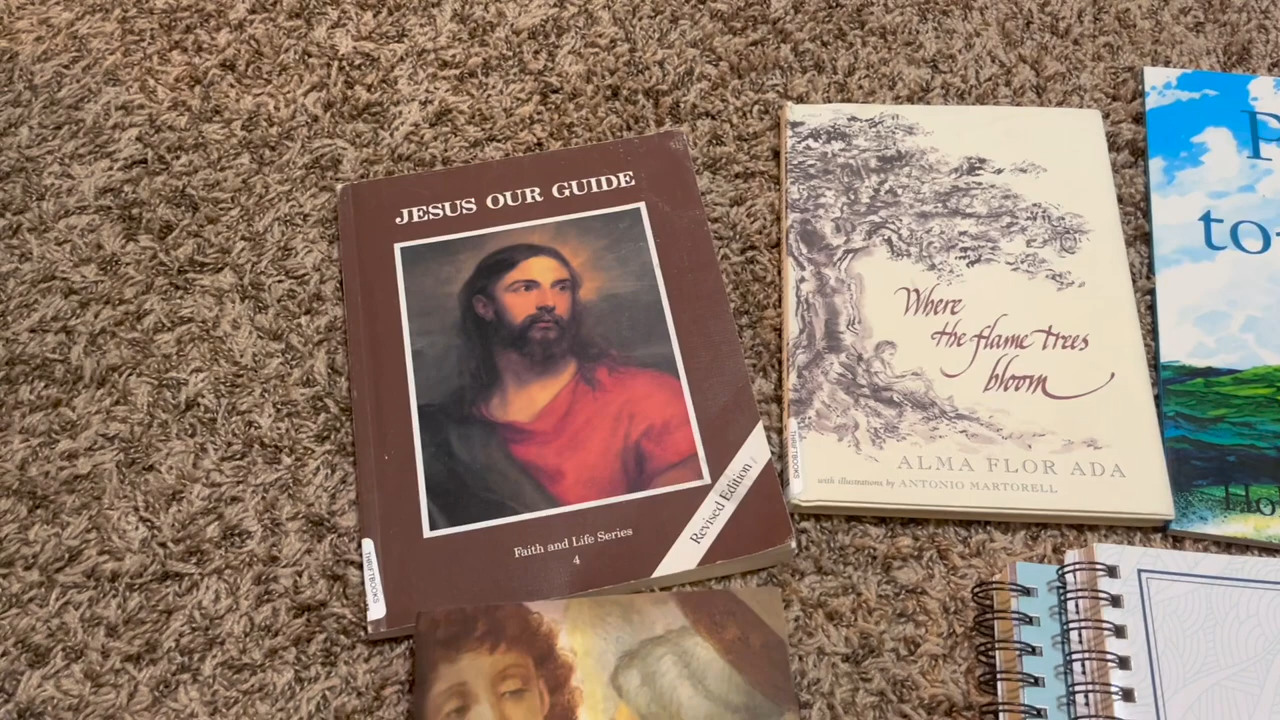 JESUS OUR GUIDE
Revised Edition
Faith and Life Series
4
THRIFTBOOKS
Where
the flame trees
bloom
ALMA FLOR ADA
with illustrations by ANTONIO MARTORELL
THRIFTBOOKS
to-